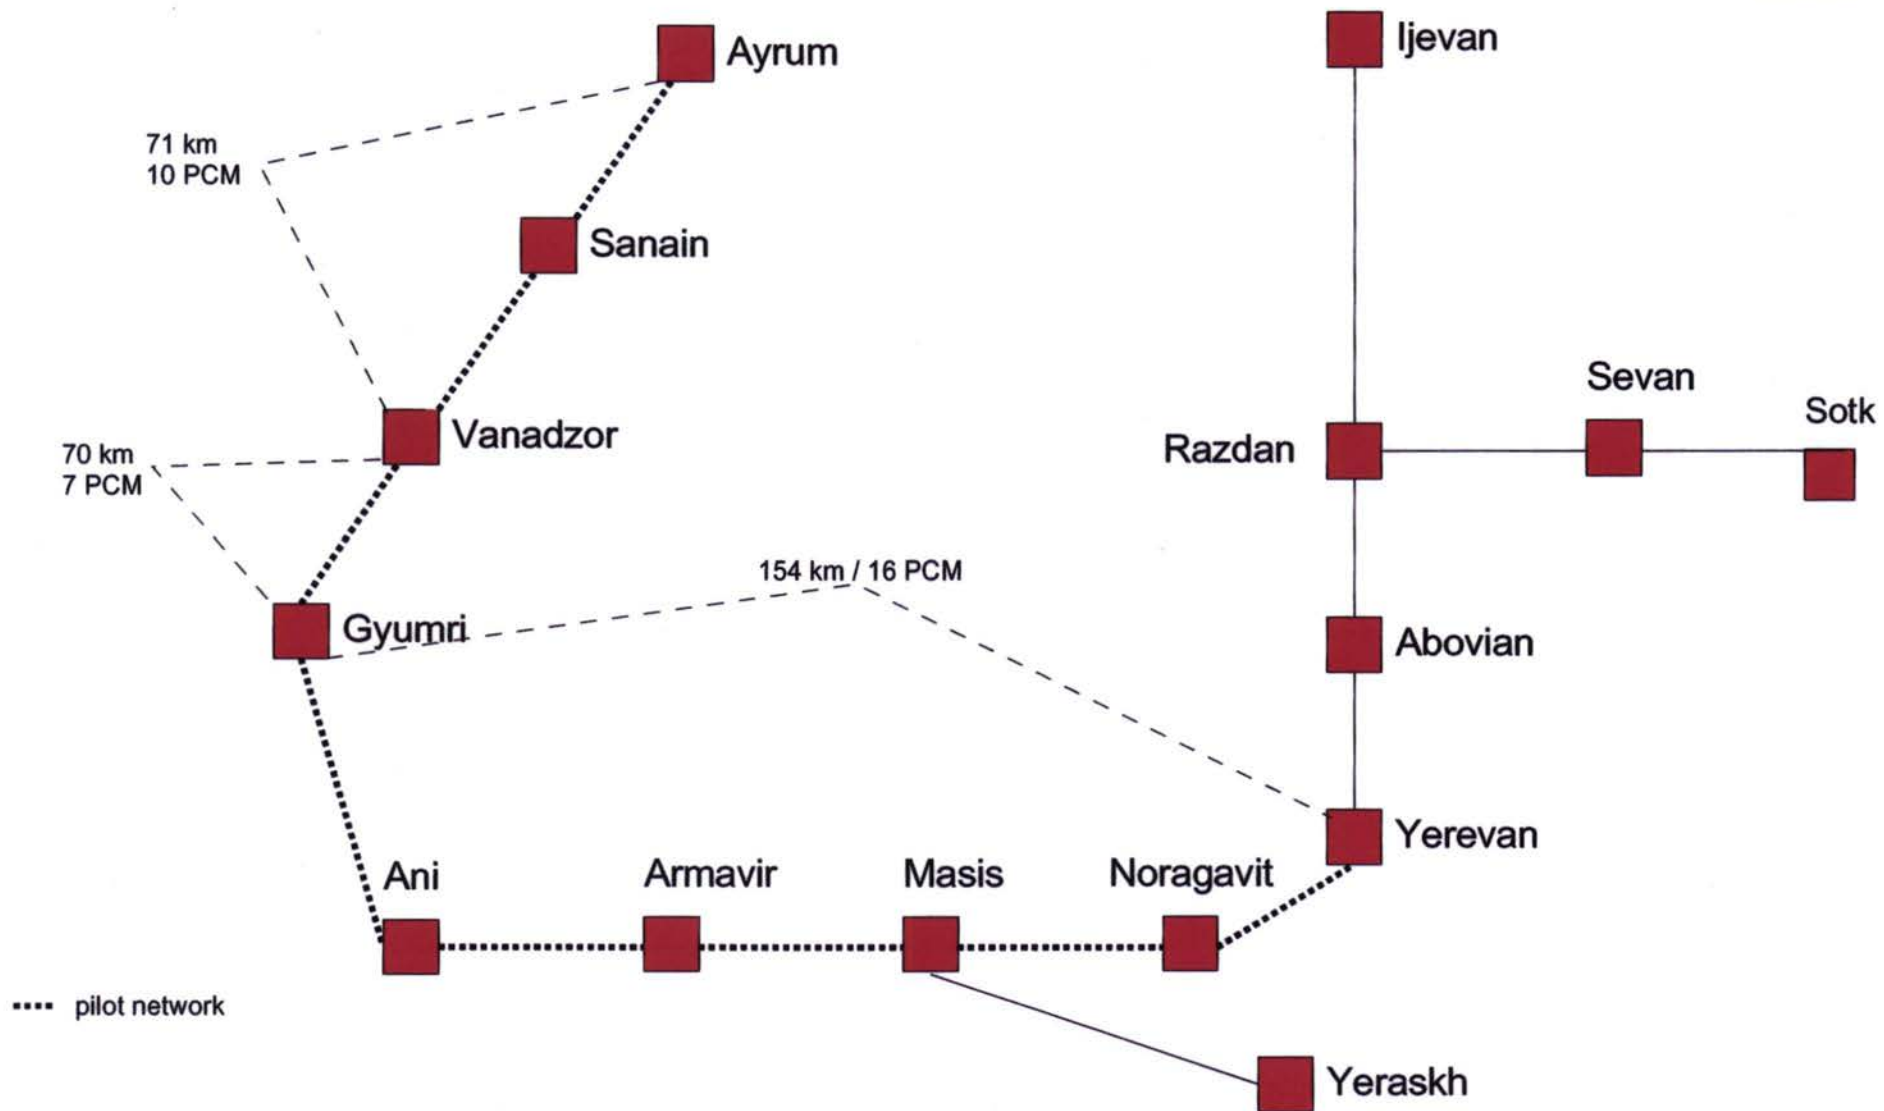 Ayrum
Ijevan
71 km
10 PCM
Sanain
Sevan
Sotk
Vanadzor
Razdan
70 km
7 PCM
154 km / 16 PCM
Gyumri
Abovian
Yerevan
Ani
Armavir
Masis
Noragavit
pilot network
Yeraskh